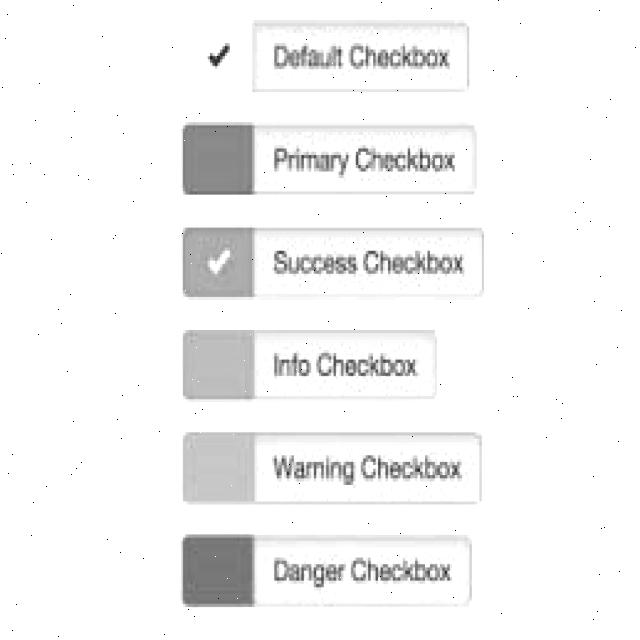 Default Checkbox
Primary Checkbox
Success Checkbox
Info Checkbox
Warning Checkbox
Danger Checkbox